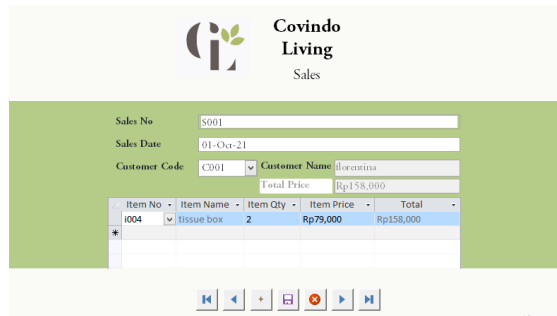 Covindo
Living
Sales
Sales No S001
Sales Date 01-Oct-21
Customer Code C001 Customer Name florentina
Total Price Rp158,000
Item No Item Name Item Qty Item Price Total
i004 tissue box 2 Rp79,000 Rp158,000